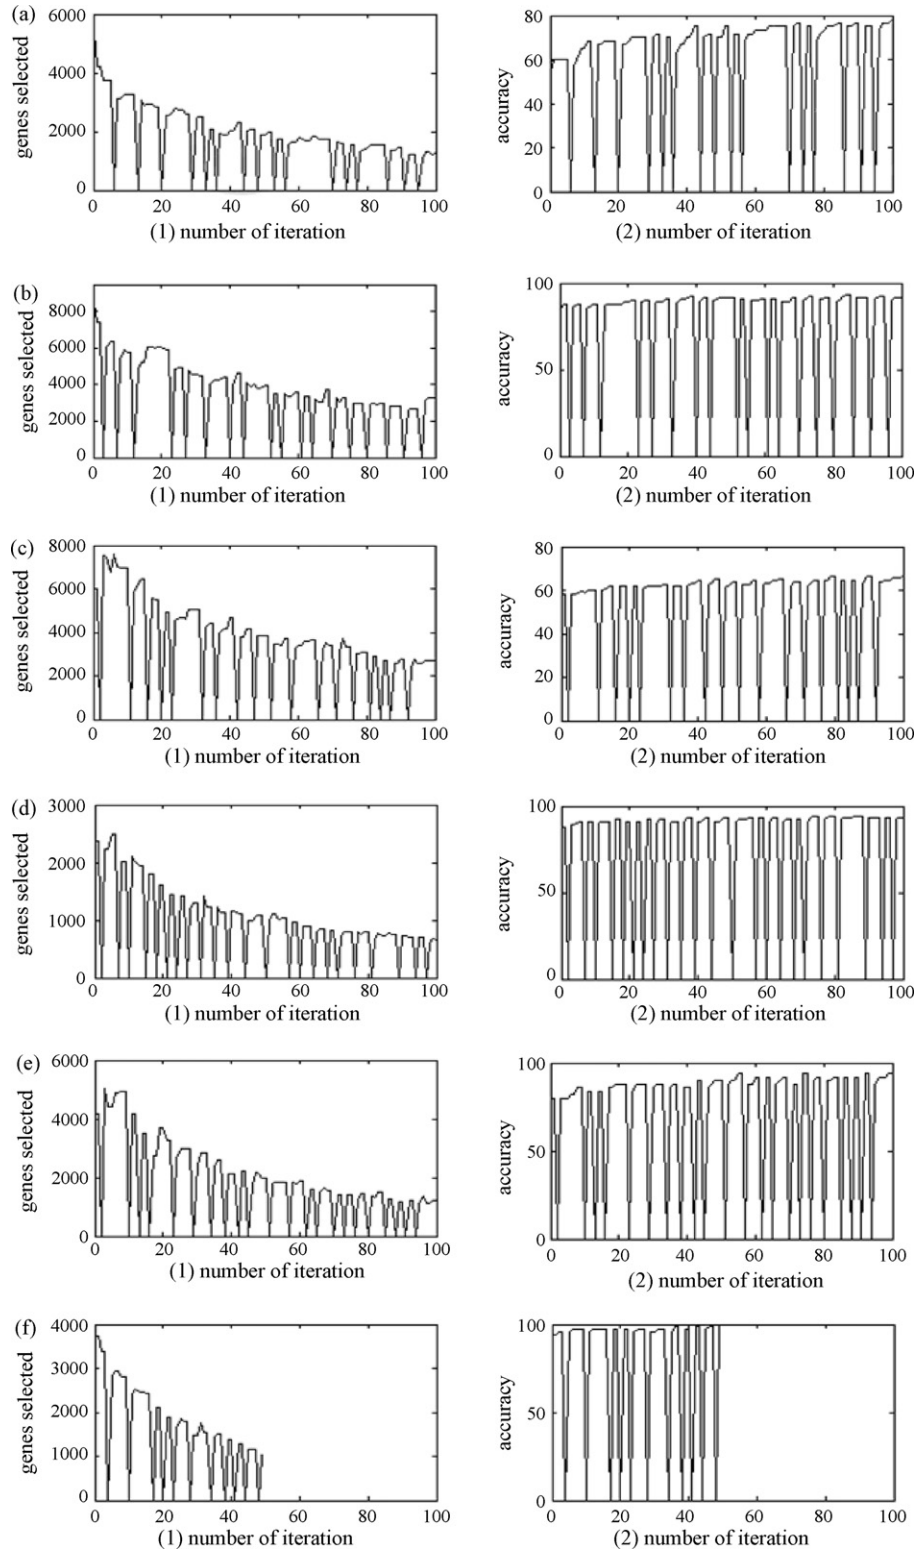 (a)
genes selected
6000
4000
2000
0
0 20 40 60 80 100
(1) number of iteration
accuracy
80
60
40
20
0
0 20 40 60 80 100
(2) number of iteration
(b)
genes selected
8000
6000
4000
2000
0
0 20 40 60 80 100
(1) number of iteration
accuracy
100
50
0
0 20 40 60 80 100
(2) number of iteration
(c)
genes selected
8000
6000
4000
2000
0
0 20 40 60 80 100
(1) number of iteration
accuracy
80
60
40
20
0
0 20 40 60 80 100
(2) number of iteration
(d)
genes selected
3000
2000
1000
0
0 20 40 60 80 100
(1) number of iteration
accuracy
100
50
0
0 20 40 60 80 100
(2) number of iteration
(e)
genes selected
6000
4000
2000
0
0 20 40 60 80 100
(1) number of iteration
accuracy
100
50
0
0 20 40 60 80 100
(2) number of iteration
(f)
genes selected
4000
3000
2000
1000
0
0 20 40 60 80 100
(1) number of iteration
accuracy
100
50
0
0 20 40 60 80 100
(2) number of iteration